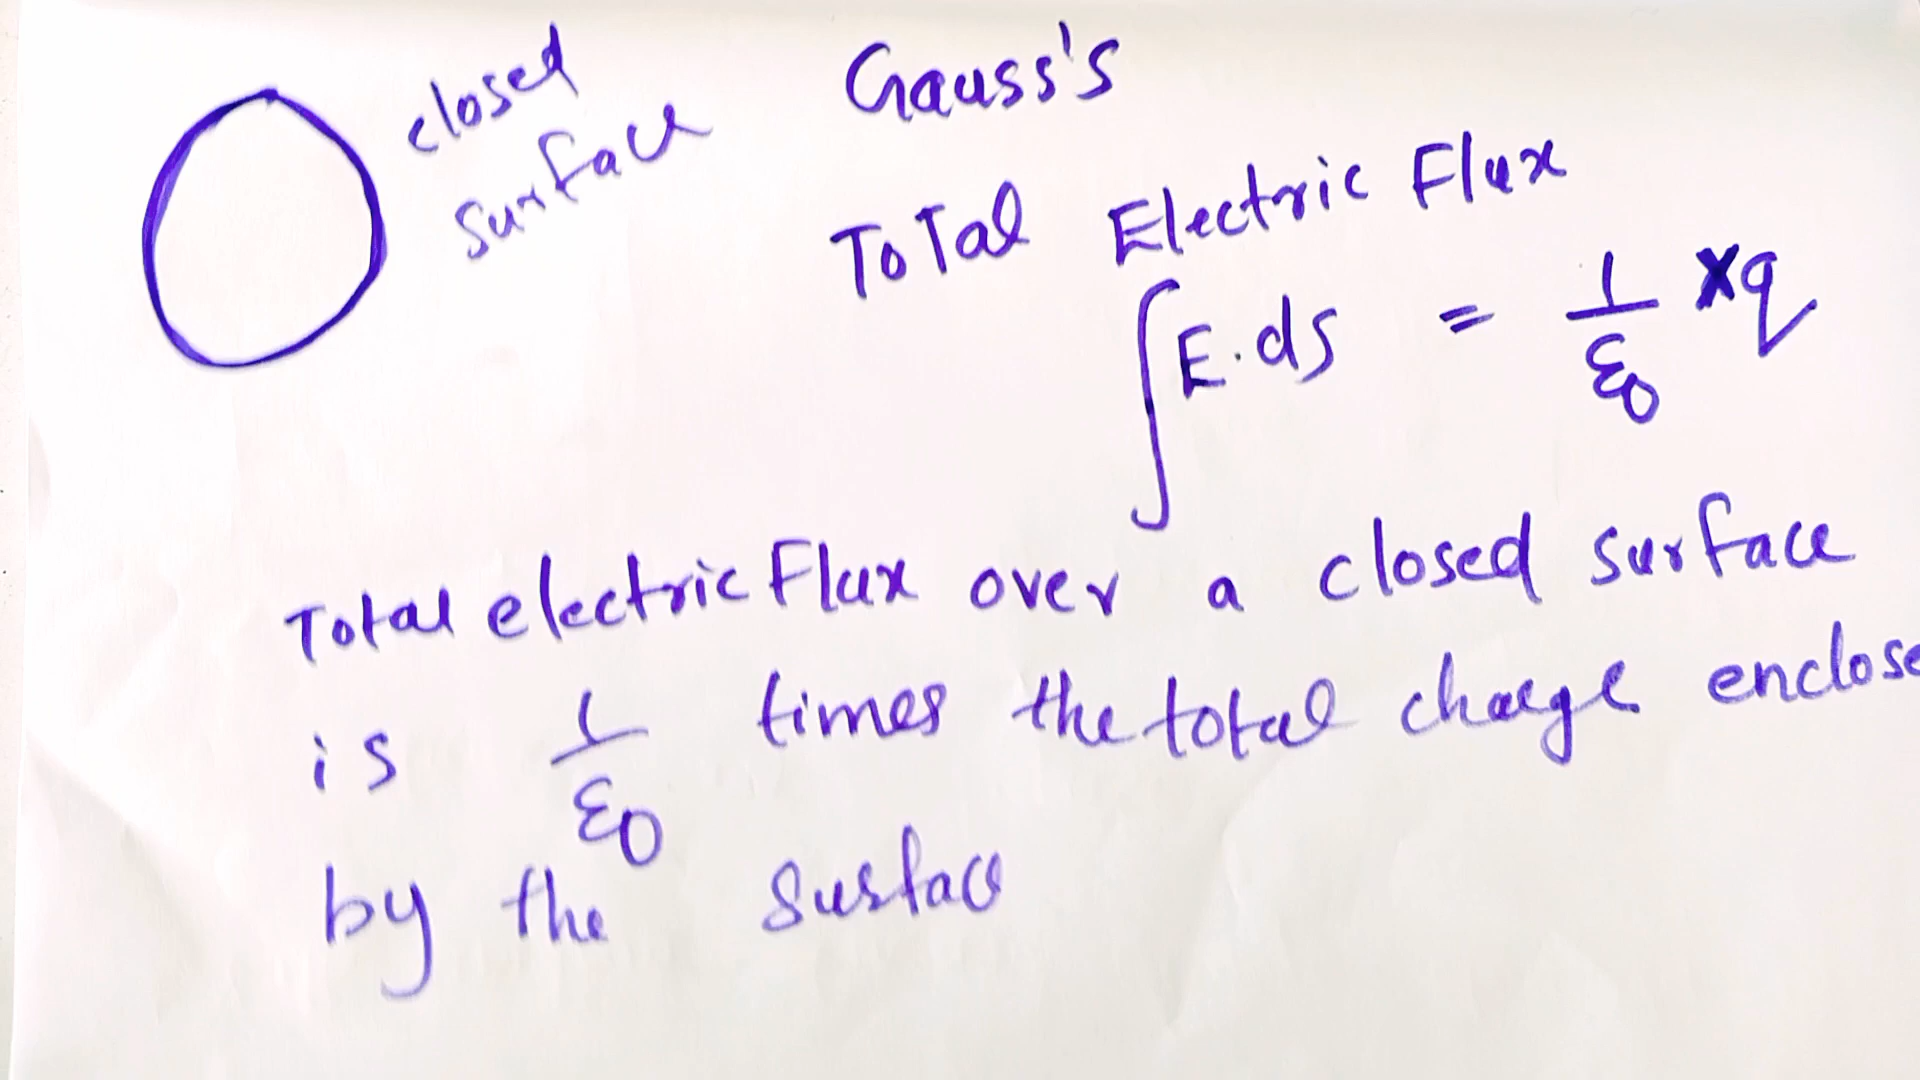 closed
surface
Gauss's
ToTal Electric Flux
∫E.ds = 1/ε0 xq
Total electric Flux over a closed surface
is 1/ε0 times the total charge enclose
by the surface